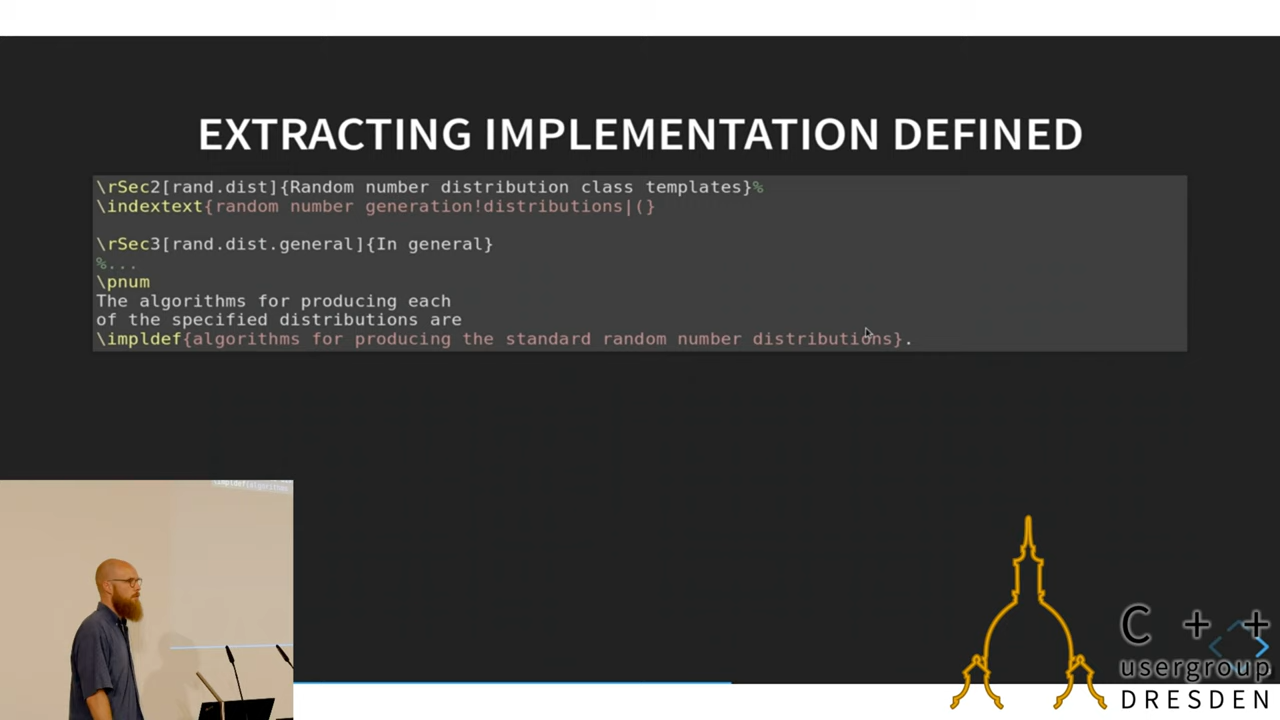 EXTRACTING IMPLEMENTATION DEFINED
\rSec2[rand.dist]{Random number distribution class templates}%
\indextext{random number generation!distributions|(}
\rSec3[rand.dist.general]{In general}
%...
\pnum
The algorithms for producing each
of the specified distributions are
\impldef{algorithms for producing the standard random number distributions}.
C++
usergroup
DRESDEN